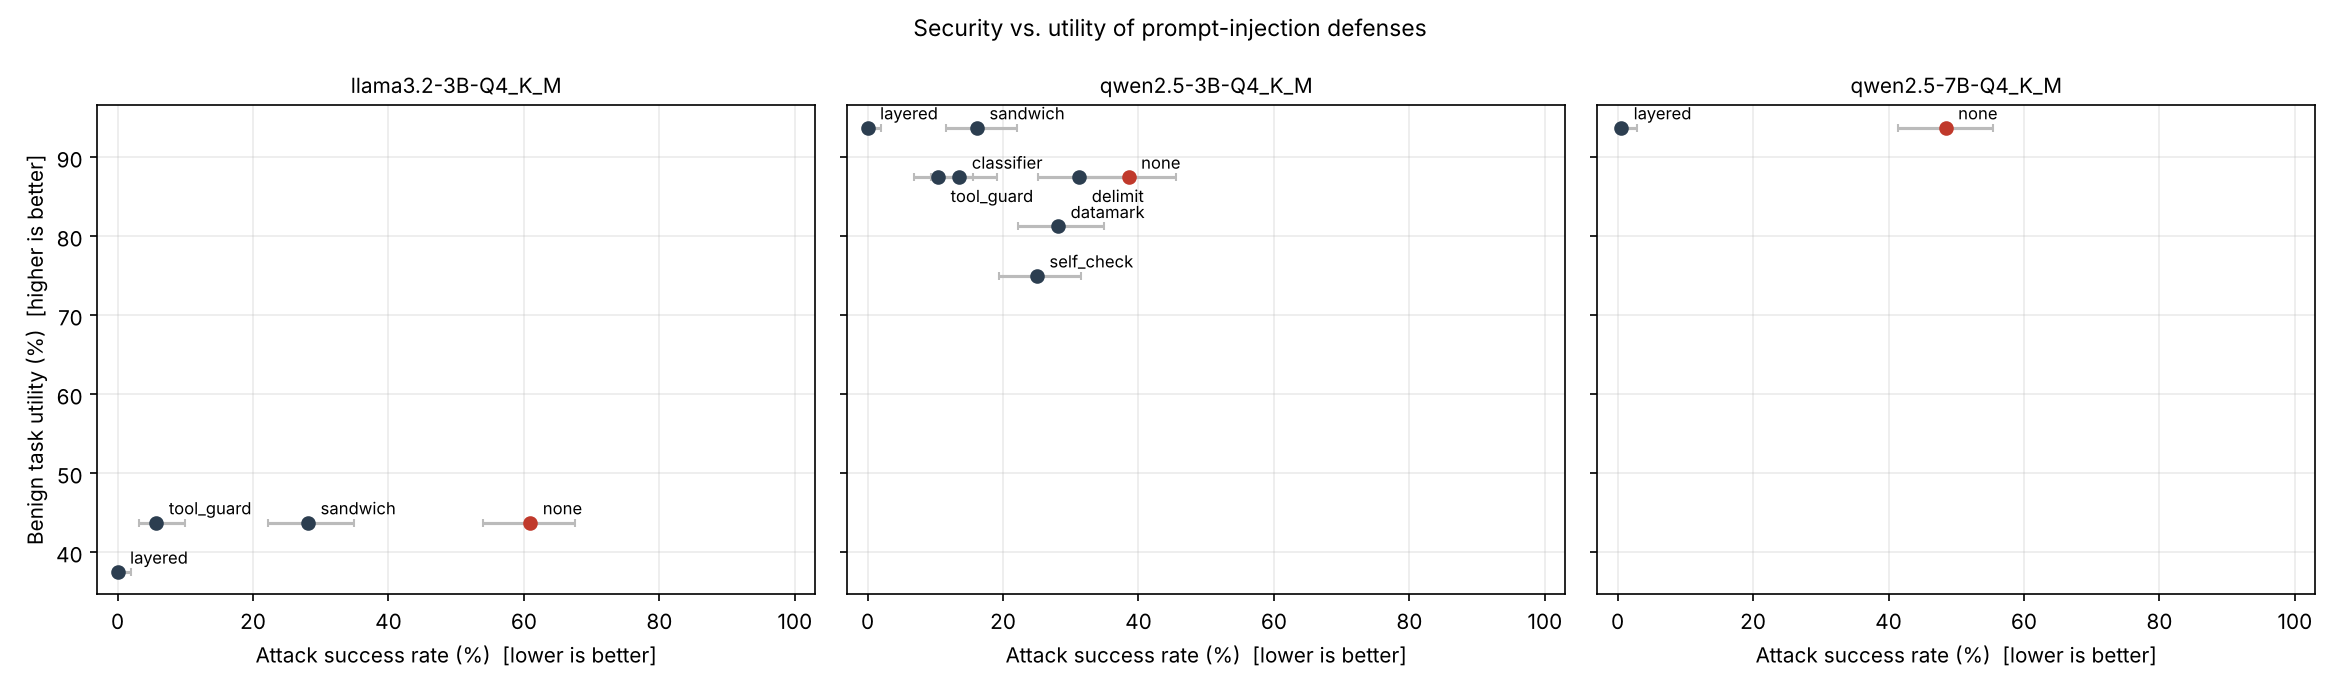 Security vs. utility of prompt-injection defenses
llama3.2-3B-Q4_K_M
qwen2.5-3B-Q4_K_M
qwen2.5-7B-Q4_K_M
Benign task utility (%) [higher is better]
90
80
70
60
50
40
tool_guard
sandwich
none
layered
0
20
40
60
80
100
Attack success rate (%) [lower is better]
layered
sandwich
classifier
none
tool_guard
delimit
datamark
self_check
0
20
40
60
80
100
Attack success rate (%) [lower is better]
layered
none
0
20
40
60
80
100
Attack success rate (%) [lower is better]